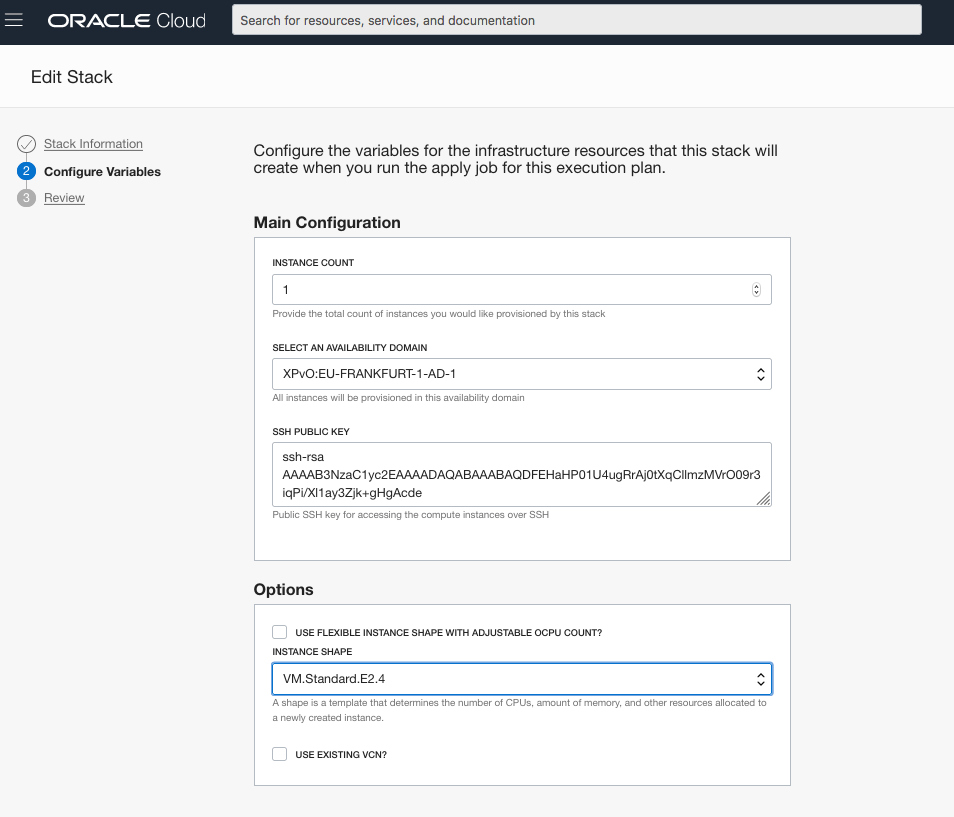 ORACLE Cloud
Search for resources, services, and documentation
Edit Stack
Stack Information
2 Configure Variables
3 Review
Configure the variables for the infrastructure resources that this stack will
create when you run the apply job for this execution plan.
Main Configuration
INSTANCE COUNT
1
Provide the total count of instances you would like provisioned by this stack
SELECT AN AVAILABILITY DOMAIN
XPvO:EU-FRANKFURT-1-AD-1
All instances will be provisioned in this availability domain
SSH PUBLIC KEY
ssh-rsa
AAAAB3NzaC1yc2EAAAADAQABAAABAQDFEHaHP01U4ugRrAj0tXqCllmzMVrO09r3
iqPi/Xl1ay3Zjk+gHgAcde
Public SSH key for accessing the compute instances over SSH
Options
USE FLEXIBLE INSTANCE SHAPE WITH ADJUSTABLE OCPU COUNT?
INSTANCE SHAPE
VM.Standard.E2.4
A shape is a template that determines the number of CPUs, amount of memory, and other resources allocated to
a newly created instance.
USE EXISTING VCN?